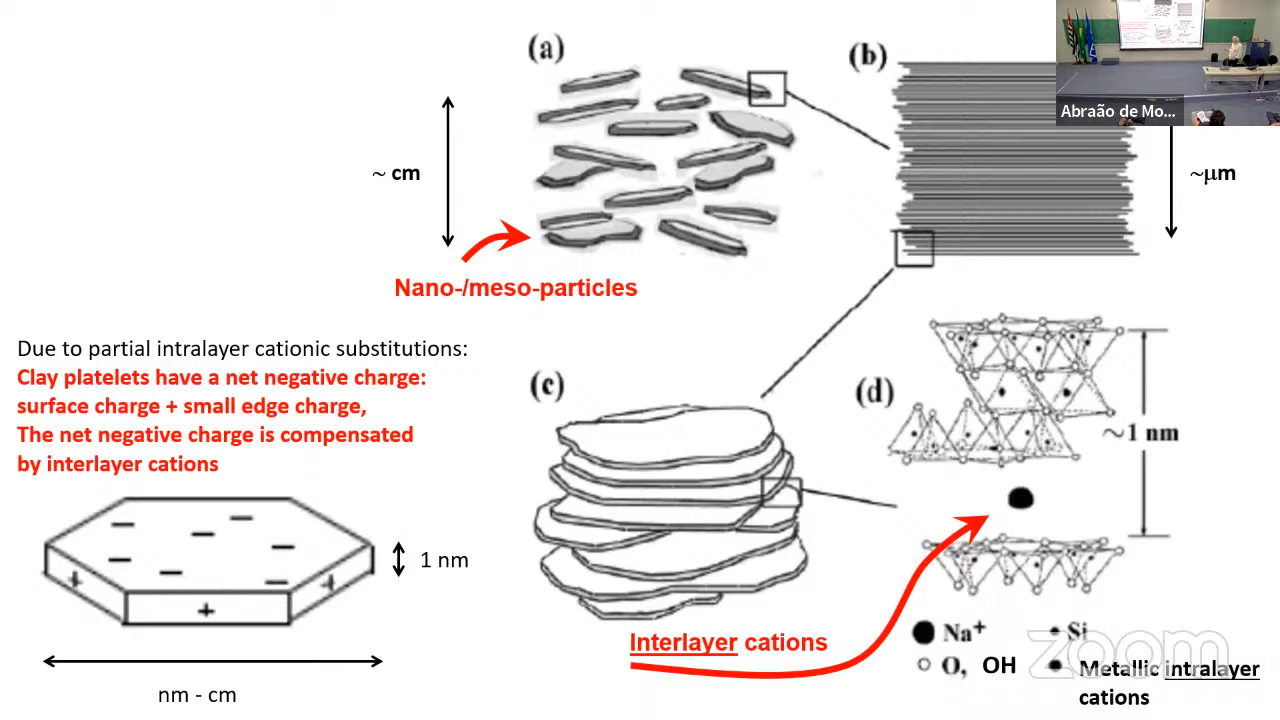 (a)
(b)
Abraão de Mo...
~ cm
~μm
Nano-/meso-particles
Due to partial intralayer cationic substitutions:
Clay platelets have a net negative charge:
surface charge + small edge charge,
The net negative charge is compensated
by interlayer cations
(c)
(d)
~1 nm
1 nm
nm - cm
Interlayer cations
Na⁺
Si
O, OH
Metallic intralayer
cations
zoom